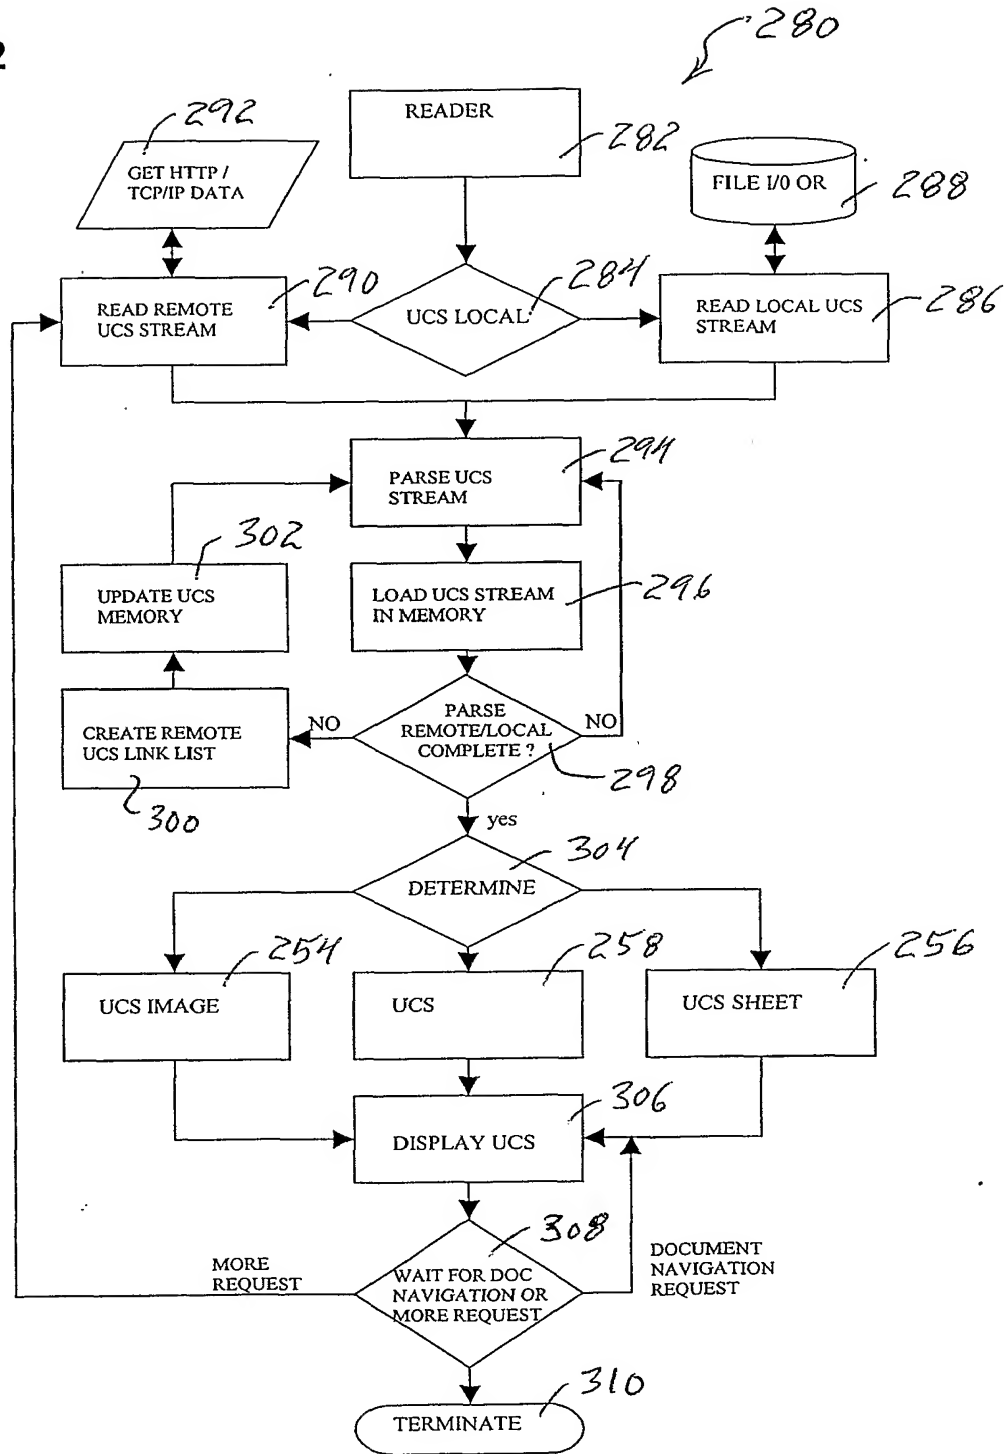 2
280
292
READER
282
GET HTTP /
TCP/IP DATA
FILE I/0 OR
288
290
284
READ REMOTE
UCS STREAM
UCS LOCAL
READ LOCAL UCS
STREAM
286
294
PARSE UCS
STREAM
302
UPDATE UCS
MEMORY
LOAD UCS STREAM
IN MEMORY
296
CREATE REMOTE
UCS LINK LIST
NO
PARSE
REMOTE/LOCAL
COMPLETE ?
NO
298
300
yes
304
DETERMINE
254
258
256
UCS IMAGE
UCS
UCS SHEET
306
DISPLAY UCS
308
MORE
REQUEST
WAIT FOR DOC
NAVIGATION OR
MORE REQUEST
DOCUMENT
NAVIGATION
REQUEST
310
TERMINATE